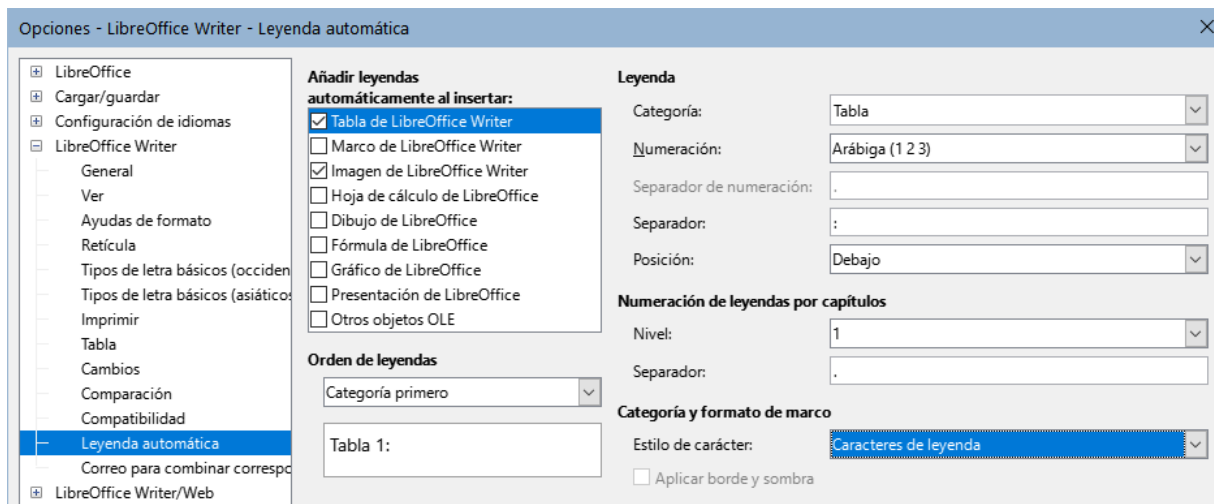 Opciones - LibreOffice Writer - Leyenda automática
LibreOffice
Cargar/guardar
Configuración de idiomas
LibreOffice Writer
General
Ver
Ayudas de formato
Retícula
Tipos de letra básicos (occiden
Tipos de letra básicos (asiáticos
Imprimir
Tabla
Cambios
Comparación
Compatibilidad
Leyenda automática
Correo para combinar correspo
LibreOffice Writer/Web
Añadir leyendas
automáticamente al insertar:
Tabla de LibreOffice Writer
Marco de LibreOffice Writer
Imagen de LibreOffice Writer
Hoja de cálculo de LibreOffice
Dibujo de LibreOffice
Fórmula de LibreOffice
Gráfico de LibreOffice
Presentación de LibreOffice
Otros objetos OLE
Orden de leyendas
Categoría primero
Tabla 1:
Leyenda
Categoría: Tabla
Numeración: Arábiga (1 2 3)
Separador de numeración: .
Separador: :
Posición: Debajo
Numeración de leyendas por capítulos
Nivel: 1
Separador: .
Categoría y formato de marco
Estilo de carácter: Caracteres de leyenda
Aplicar borde y sombra